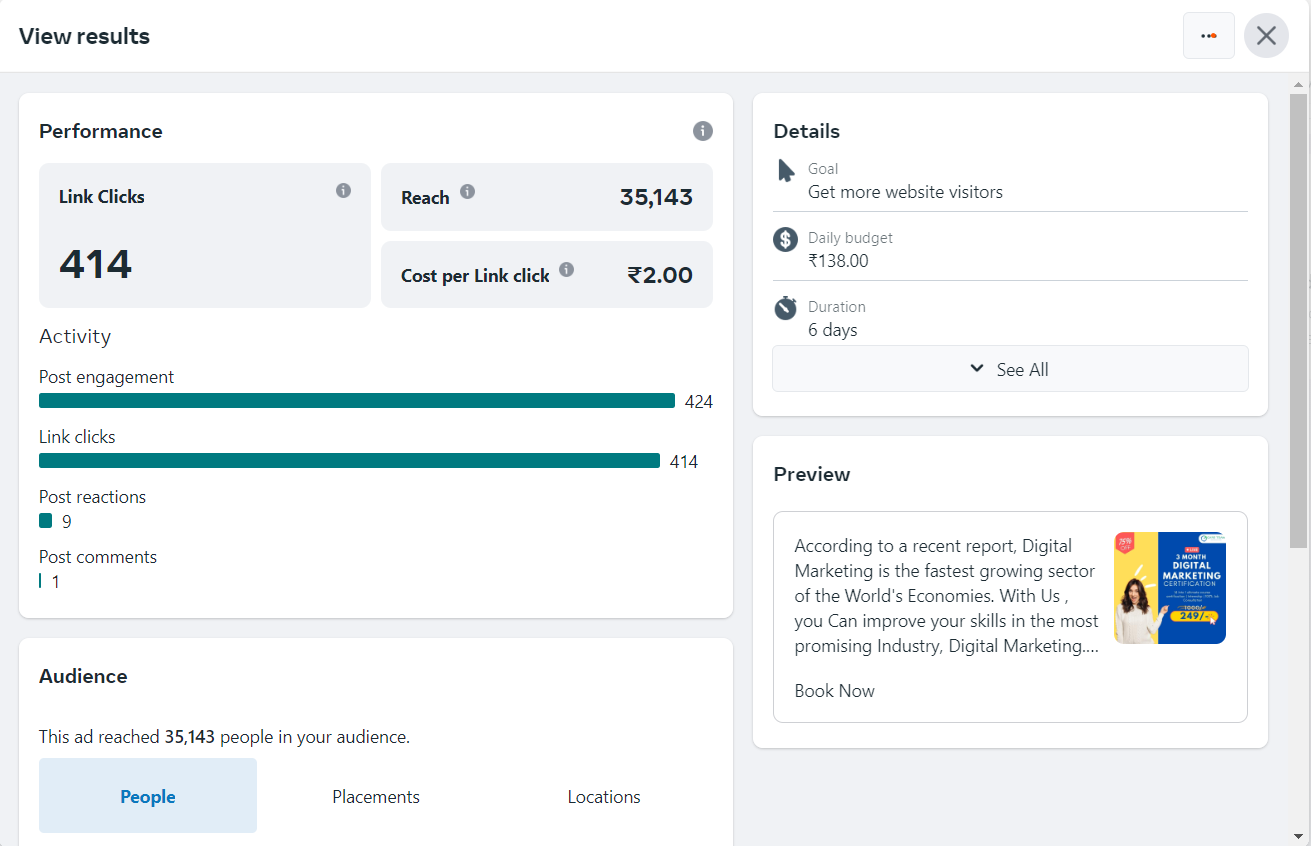 View results
Performance
Link Clicks
414
Reach
35,143
Cost per Link click
₹2.00
Activity
Post engagement
424
Link clicks
414
Post reactions
9
Post comments
1
Audience
This ad reached 35,143 people in your audience.
People
Placements
Locations
Details
Goal
Get more website visitors
Daily budget
₹138.00
Duration
6 days
See All
Preview
According to a recent report, Digital
Marketing is the fastest growing sector
of the World's Economies. With Us ,
you Can improve your skills in the most
promising Industry, Digital Marketing....
Book Now
75%
OFF
3 MONTH
DIGITAL
MARKETING
CERTIFICATION
249/-